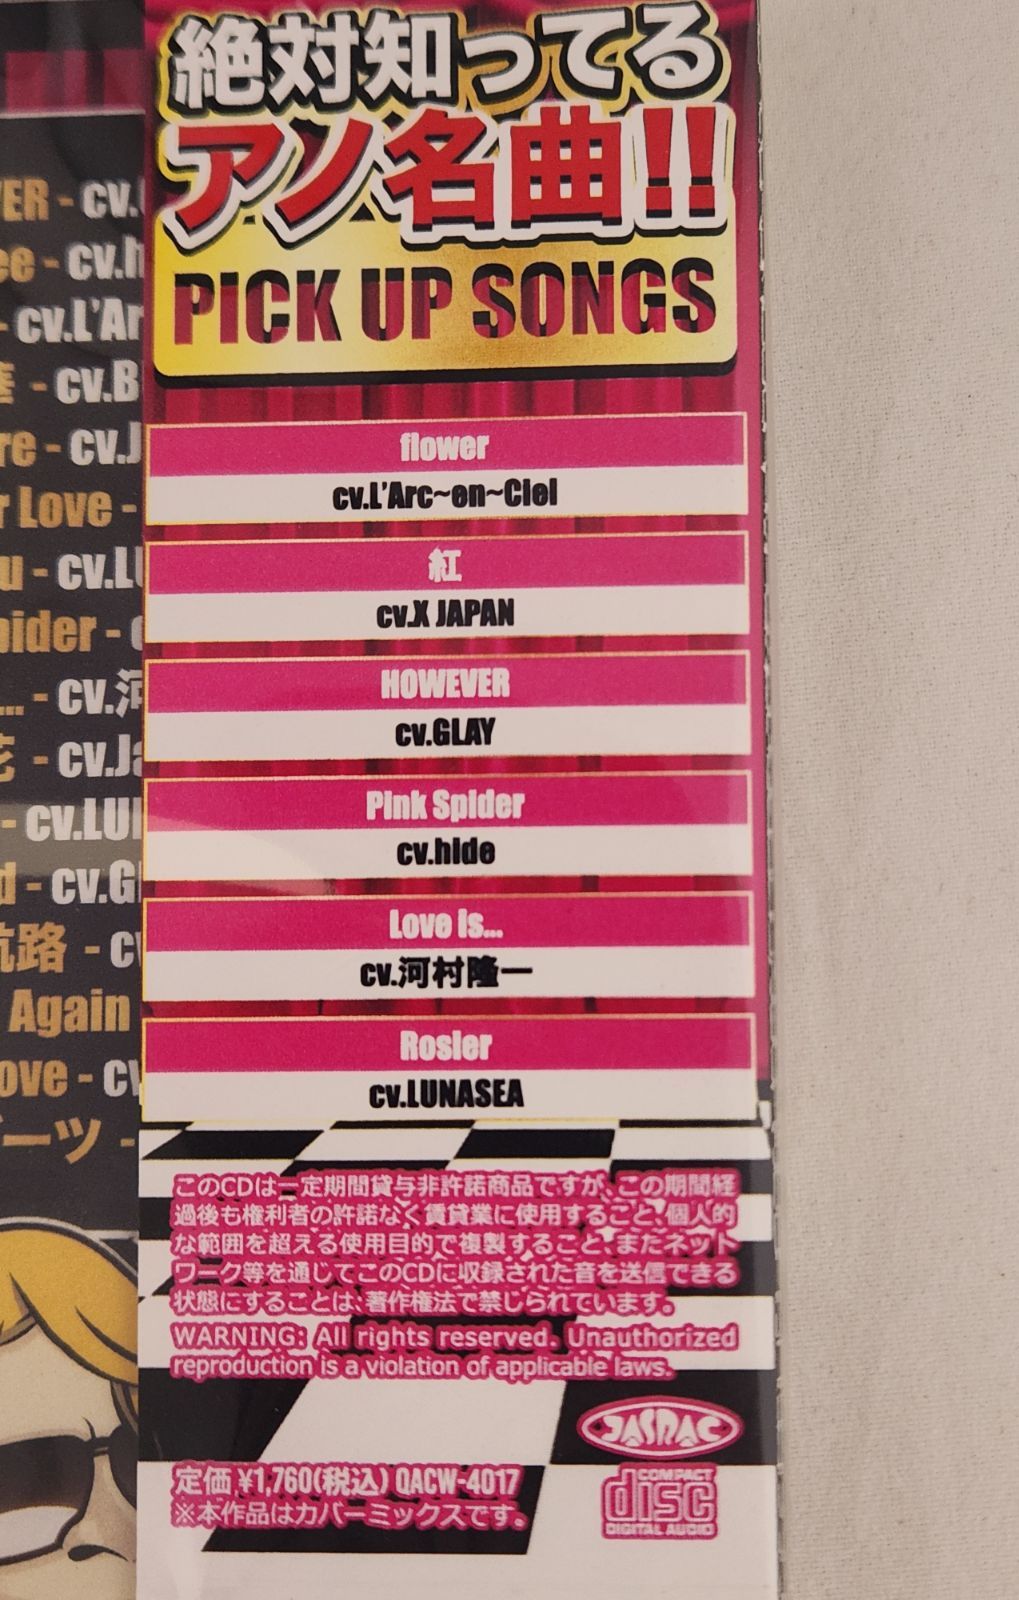 絶対知ってる
アノ名曲!!
PICK UP SONGS
flower
cv.L'Arc~en~Ciel
紅
cv.X JAPAN
HOWEVER
cv.GLAY
Pink Spider
cv.hide
Love is...
cv.河村隆一
Rosier
cv.LUNASEA
このCDは一定期間貸与非許諾商品ですが、この期間経
過後も権利者の許諾なく賃貸業に使用すること、個人的
な範囲を超える使用目的で複製すること、またネット
ワーク等を通じてこのCDに収録された音を送信できる
状態にすることは、著作権法で禁じられています。
WARNING: All rights reserved. Unauthorized
reproduction is a violation of applicable laws.
JASRAC
定価 ¥1,760(税込) QACW-4017
※本作品はカバーミックスです。
COMPACT
disc
DIGITAL AUDIO
VER - cv.
- cv.h
- cv.L'Ar
- cv.B
re - cv.J
r Love -
u - cv.LU
pider -
... - cv.河
花 - cv.Ja
- cv.LU
d - cv.G
航路 - cv
Again
ove - cv
ーツ -